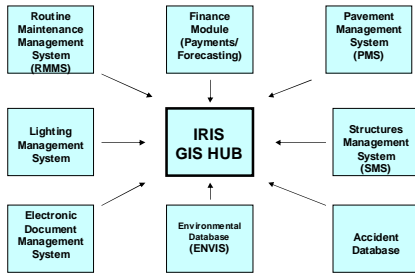 Routine
Maintenance
Management
System
(RMMS)
Finance
Module
(Payments/
Forecasting)
Pavement
Management
System
(PMS)
Lighting
Management
System
IRIS
GIS HUB
Structures
Management
System
(SMS)
Electronic
Document
Management
System
Environmental
Database
(ENVIS)
Accident
Database